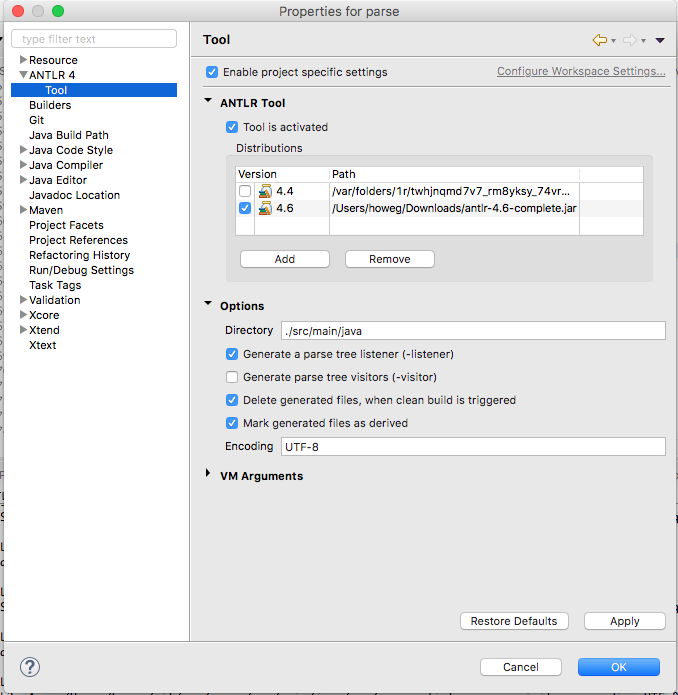 Properties for parse
type filter text
Resource
ANTLR 4
Tool
Builders
Git
Java Build Path
Java Code Style
Java Compiler
Java Editor
Javadoc Location
Maven
Project Facets
Project References
Refactoring History
Run/Debug Settings
Task Tags
Validation
Xcore
Xtend
Xtext
Tool
Enable project specific settings Configure Workspace Settings...
ANTLR Tool
Tool is activated
Distributions
Version Path
4.4 /var/folders/1r/twhjnqmd7v7_rm8yksy_74vr...
4.6 /Users/howeg/Downloads/antlr-4.6-complete.jar
Add Remove
Options
Directory ./src/main/java
Generate a parse tree listener (-listener)
Generate parse tree visitors (-visitor)
Delete generated files, when clean build is triggered
Mark generated files as derived
Encoding UTF-8
VM Arguments
Restore Defaults Apply
? Cancel OK